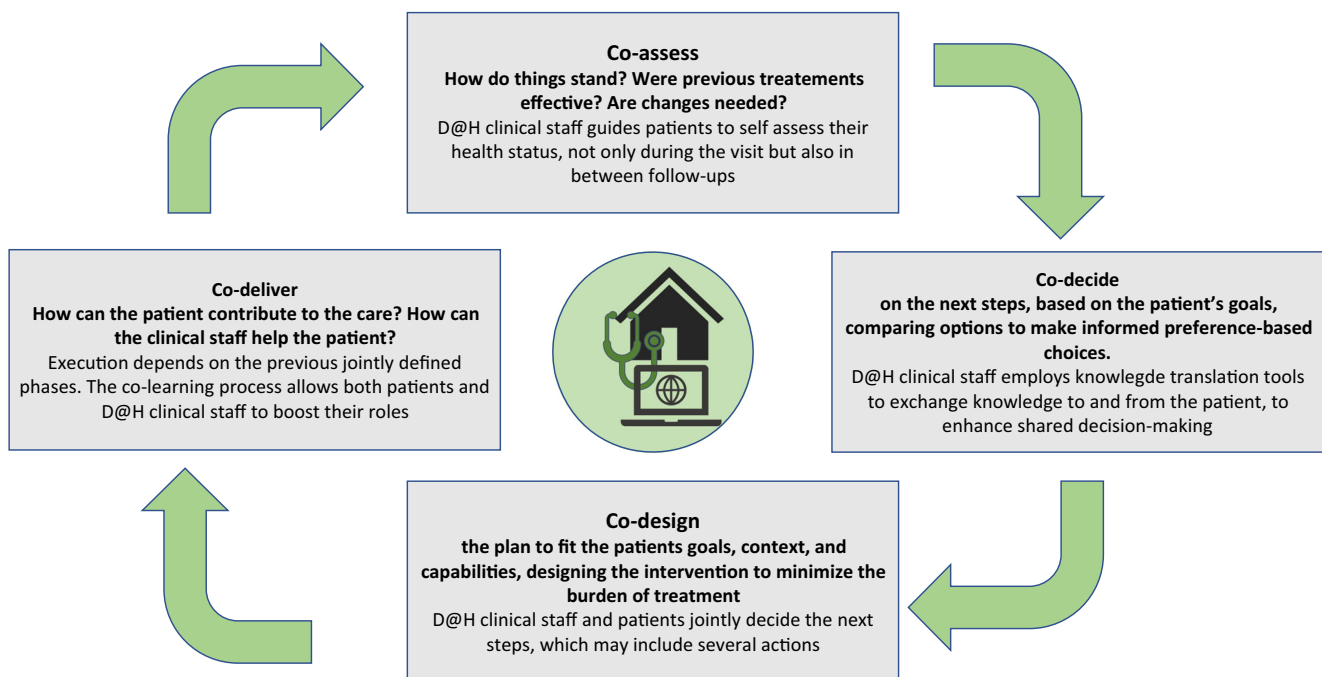 Co-assess
How do things stand? Were previous treatements
effective? Are changes needed?
D@H clinical staff guides patients to self assess their
health status, not only during the visit but also in
between follow-ups
Co-decide
on the next steps, based on the patient’s goals,
comparing options to make informed preference-based
choices.
D@H clinical staff employs knowlegde translation tools
to exchange knowledge to and from the patient, to
enhance shared decision-making
Co-design
the plan to fit the patients goals, context, and
capabilities, designing the intervention to minimize the
burden of treatment
D@H clinical staff and patients jointly decide the next
steps, which may include several actions
Co-deliver
How can the patient contribute to the care? How can
the clinical staff help the patient?
Execution depends on the previous jointly defined
phases. The co-learning process allows both patients and
D@H clinical staff to boost their roles